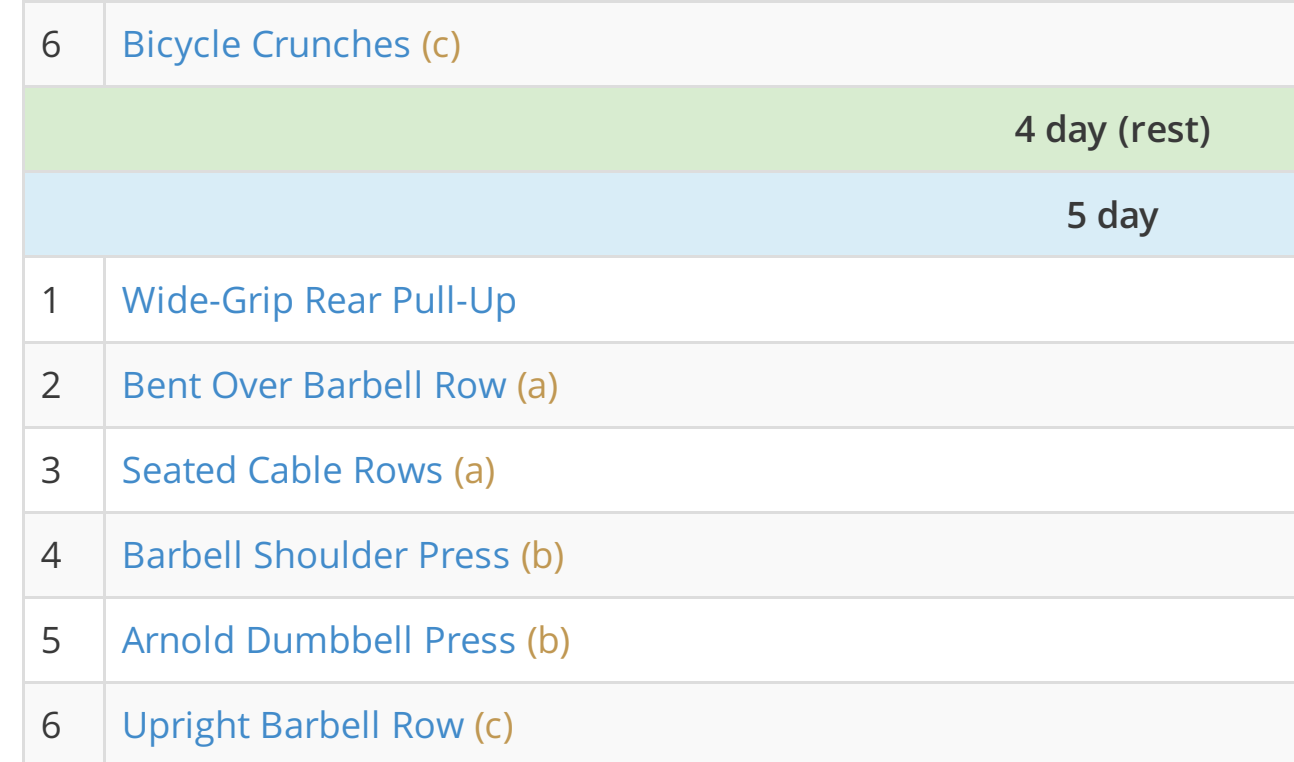 6 Bicycle Crunches (c)
4 day (rest)
5 day
1 Wide-Grip Rear Pull-Up
2 Bent Over Barbell Row (a)
3 Seated Cable Rows (a)
4 Barbell Shoulder Press (b)
5 Arnold Dumbbell Press (b)
6 Upright Barbell Row (c)